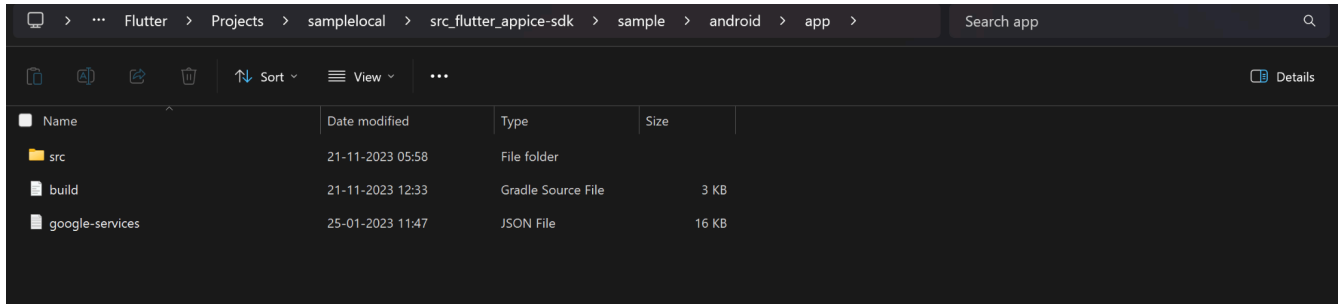 ··· Flutter > Projects > samplelocal > src_flutter_appice-sdk > sample > android > app > Search app
Sort View ··· Details
Name Date modified Type Size
src 21-11-2023 05:58 File folder
build 21-11-2023 12:33 Gradle Source File 3 KB
google-services 25-01-2023 11:47 JSON File 16 KB